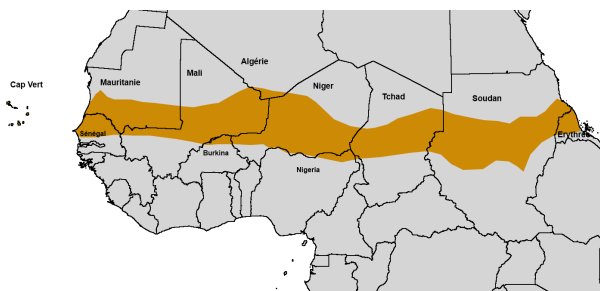 Algérie
Mali
Mauritanie
Cap Vert
Niger
Tchad
Soudan
Sénégal
Erythrée
Burkina
Nigeria